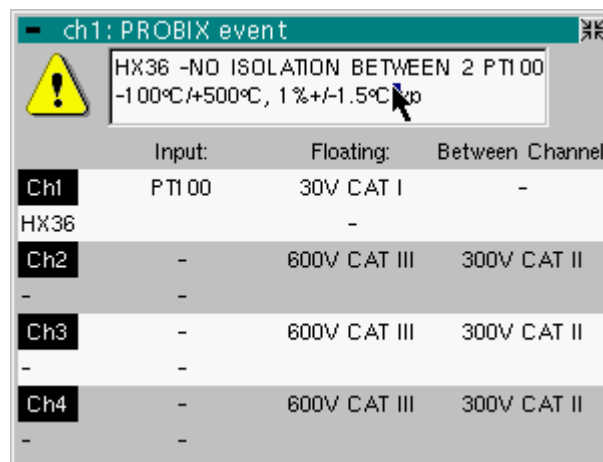 ch1: PROBIX event
HX36 -NO ISOLATION BETWEEN 2 PT100
-100°C/+500°C, 1%+/-1.5°C
Input: Floating: Between Channel
Ch1 PT100 30V CAT I -
HX36 -
Ch2 - 600V CAT III 300V CAT II
- -
Ch3 - 600V CAT III 300V CAT II
- -
Ch4 - 600V CAT III 300V CAT II
- -